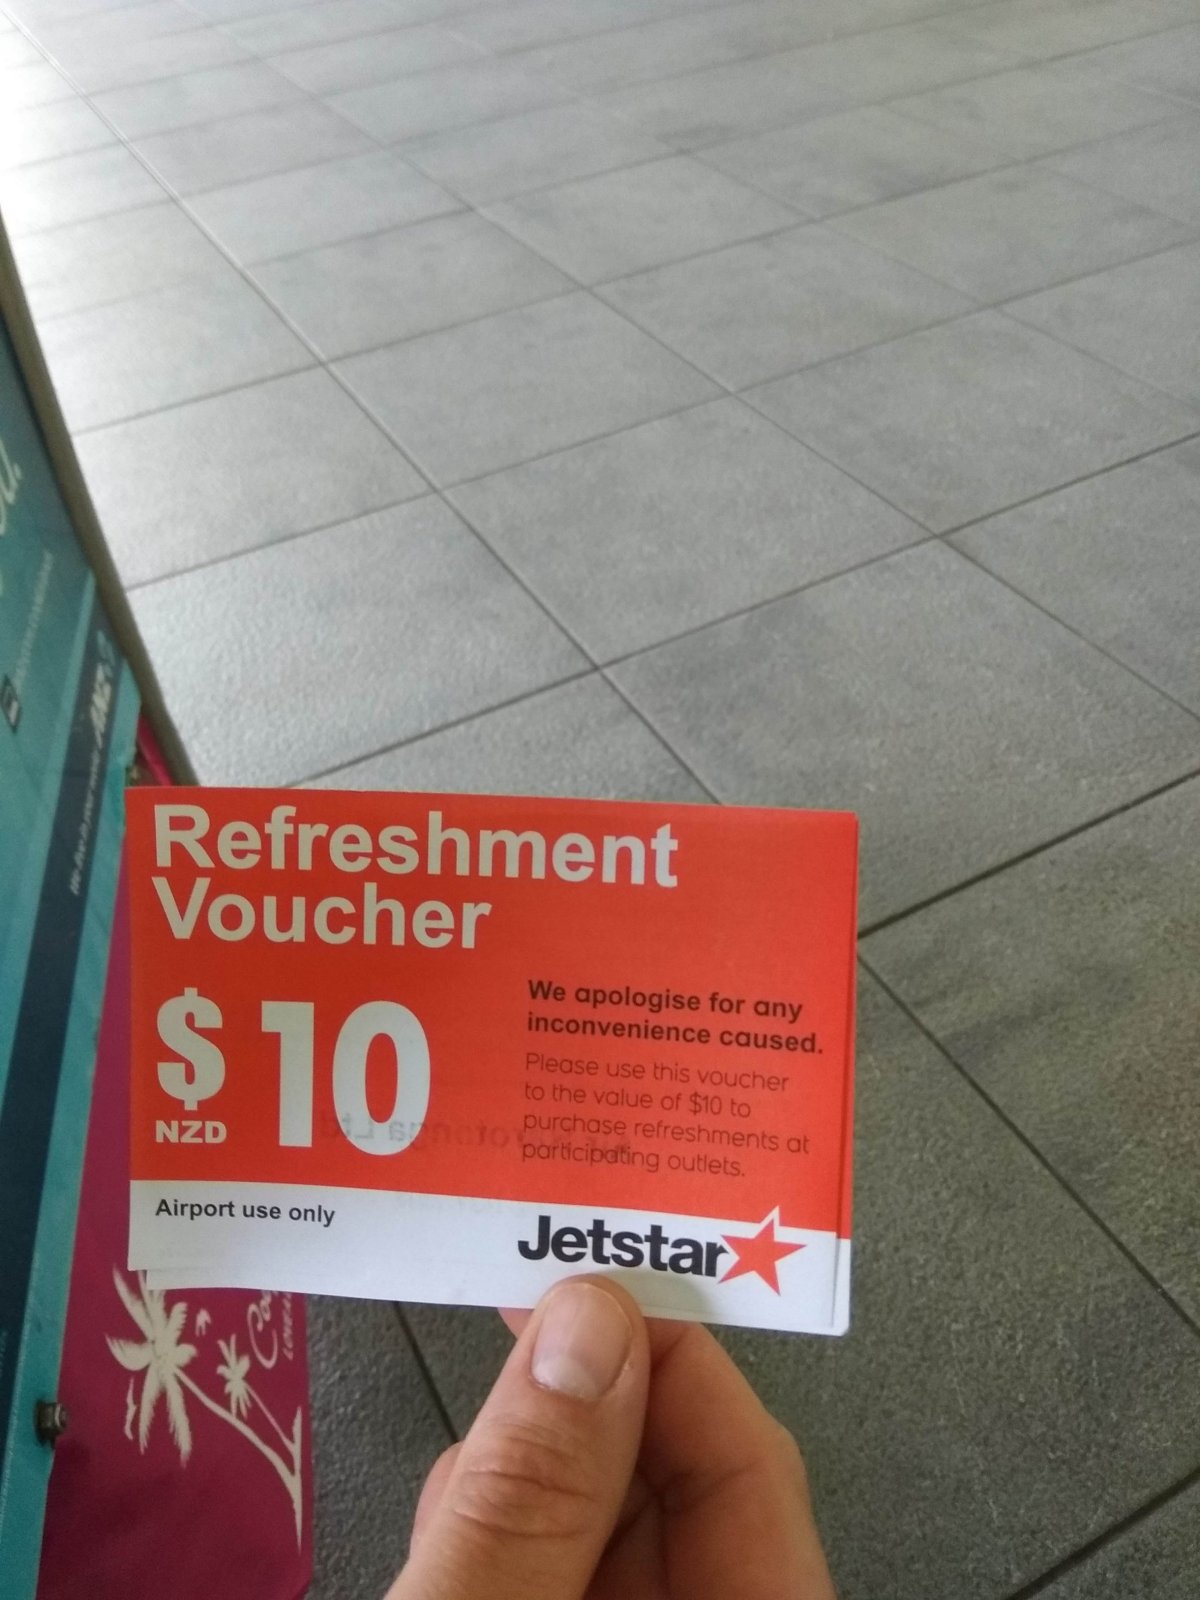 Refreshment
Voucher
$10
NZD
We apologise for any
inconvenience caused.
Please use this voucher
to the value of $10 to
purchase refreshments at
participating outlets.
Airport use only
Jetstar